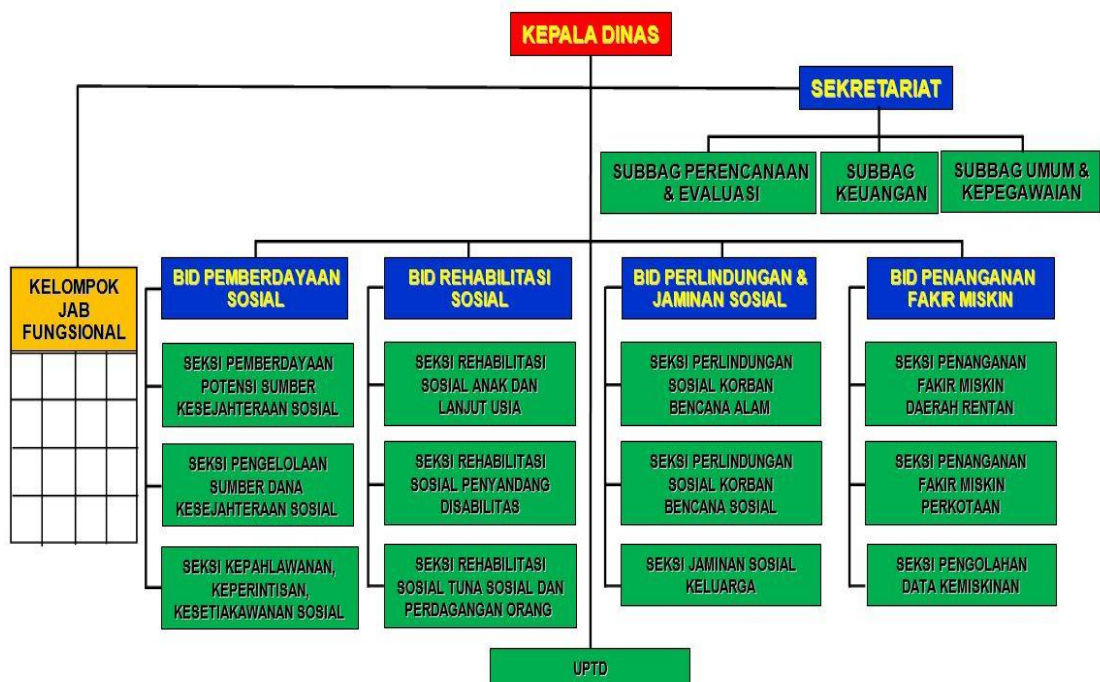 KEPALA DINAS
SEKRETARIAT
SUBBAG PERENCANAAN
& EVALUASI
SUBBAG
KEUANGAN
SUBBAG UMUM &
KEPEGAWAIAN
KELOMPOK
JAB
FUNGSIONAL
BID PEMBERDAYAAN
SOSIAL
SEKSI PEMBERDAYAAN
POTENSI SUMBER
KESEJAHTERAAN SOSIAL
SEKSI PENGELOLAAN
SUMBER DANA
KESEJAHTERAAN SOSIAL
SEKSI KEPAHLAWANAN,
KEPERINTISAN,
KESETIAKAWANAN SOSIAL
BID REHABILITASI
SOSIAL
SEKSI REHABILITASI
SOSIAL ANAK DAN
LANJUT USIA
SEKSI REHABILITASI
SOSIAL PENYANDANG
DISABILITAS
SEKSI REHABILITASI
SOSIAL TUNA SOSIAL DAN
PERDAGANGAN ORANG
BID PERLINDUNGAN &
JAMINAN SOSIAL
SEKSI PERLINDUNGAN
SOSIAL KORBAN
BENCANA ALAM
SEKSI PERLINDUNGAN
SOSIAL KORBAN
BENCANA SOSIAL
SEKSI JAMINAN SOSIAL
KELUARGA
BID PENANGANAN
FAKIR MISKIN
SEKSI PENANGANAN
FAKIR MISKIN
DAERAH RENTAN
SEKSI PENANGANAN
FAKIR MISKIN
PERKOTAAN
SEKSI PENGOLAHAN
DATA KEMISKINAN
UPTD